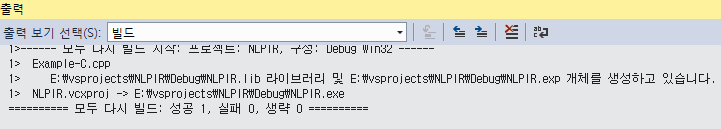 출력
출력 보기 선택(S): 빌드
1>------ 모두 다시 빌드 시작: 프로젝트: NLPIR, 구성: Debug Win32 ------
1>  Example-C.cpp
1>     E:\vsprojects\NLPIR\Debug\NLPIR.lib 라이브러리 및 E:\vsprojects\NLPIR\Debug\NLPIR.exp 개체를 생성하고 있습니다.
1>  NLPIR.vcxproj -> E:\vsprojects\NLPIR\Debug\NLPIR.exe
========== 모두 다시 빌드: 성공 1, 실패 0, 생략 0 ==========